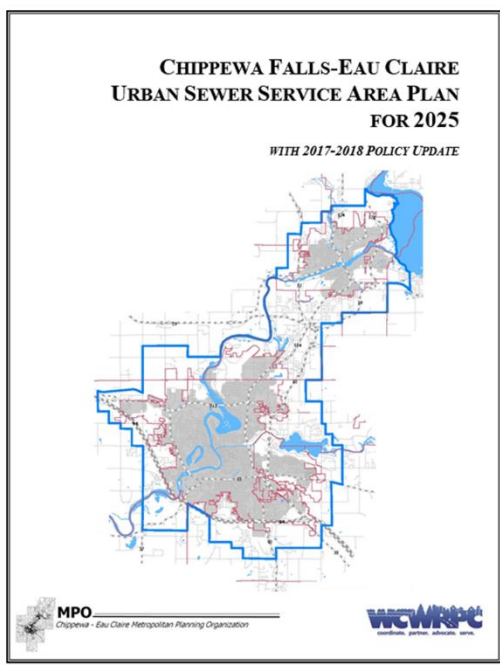 CHIPPEWA FALLS-EAU CLAIRE
URBAN SEWER SERVICE AREA PLAN
FOR 2025
WITH 2017-2018 POLICY UPDATE
MPO
Chippewa - Eau Claire Metropolitan Planning Organization
WCWRPC
coordinate. partner. advocate. serve.